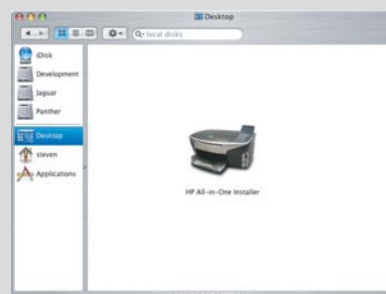 Desktop
local disks
iDisk
Development
Jaguar
Panther
Desktop
steven
Applications
HP All-in-One Installer